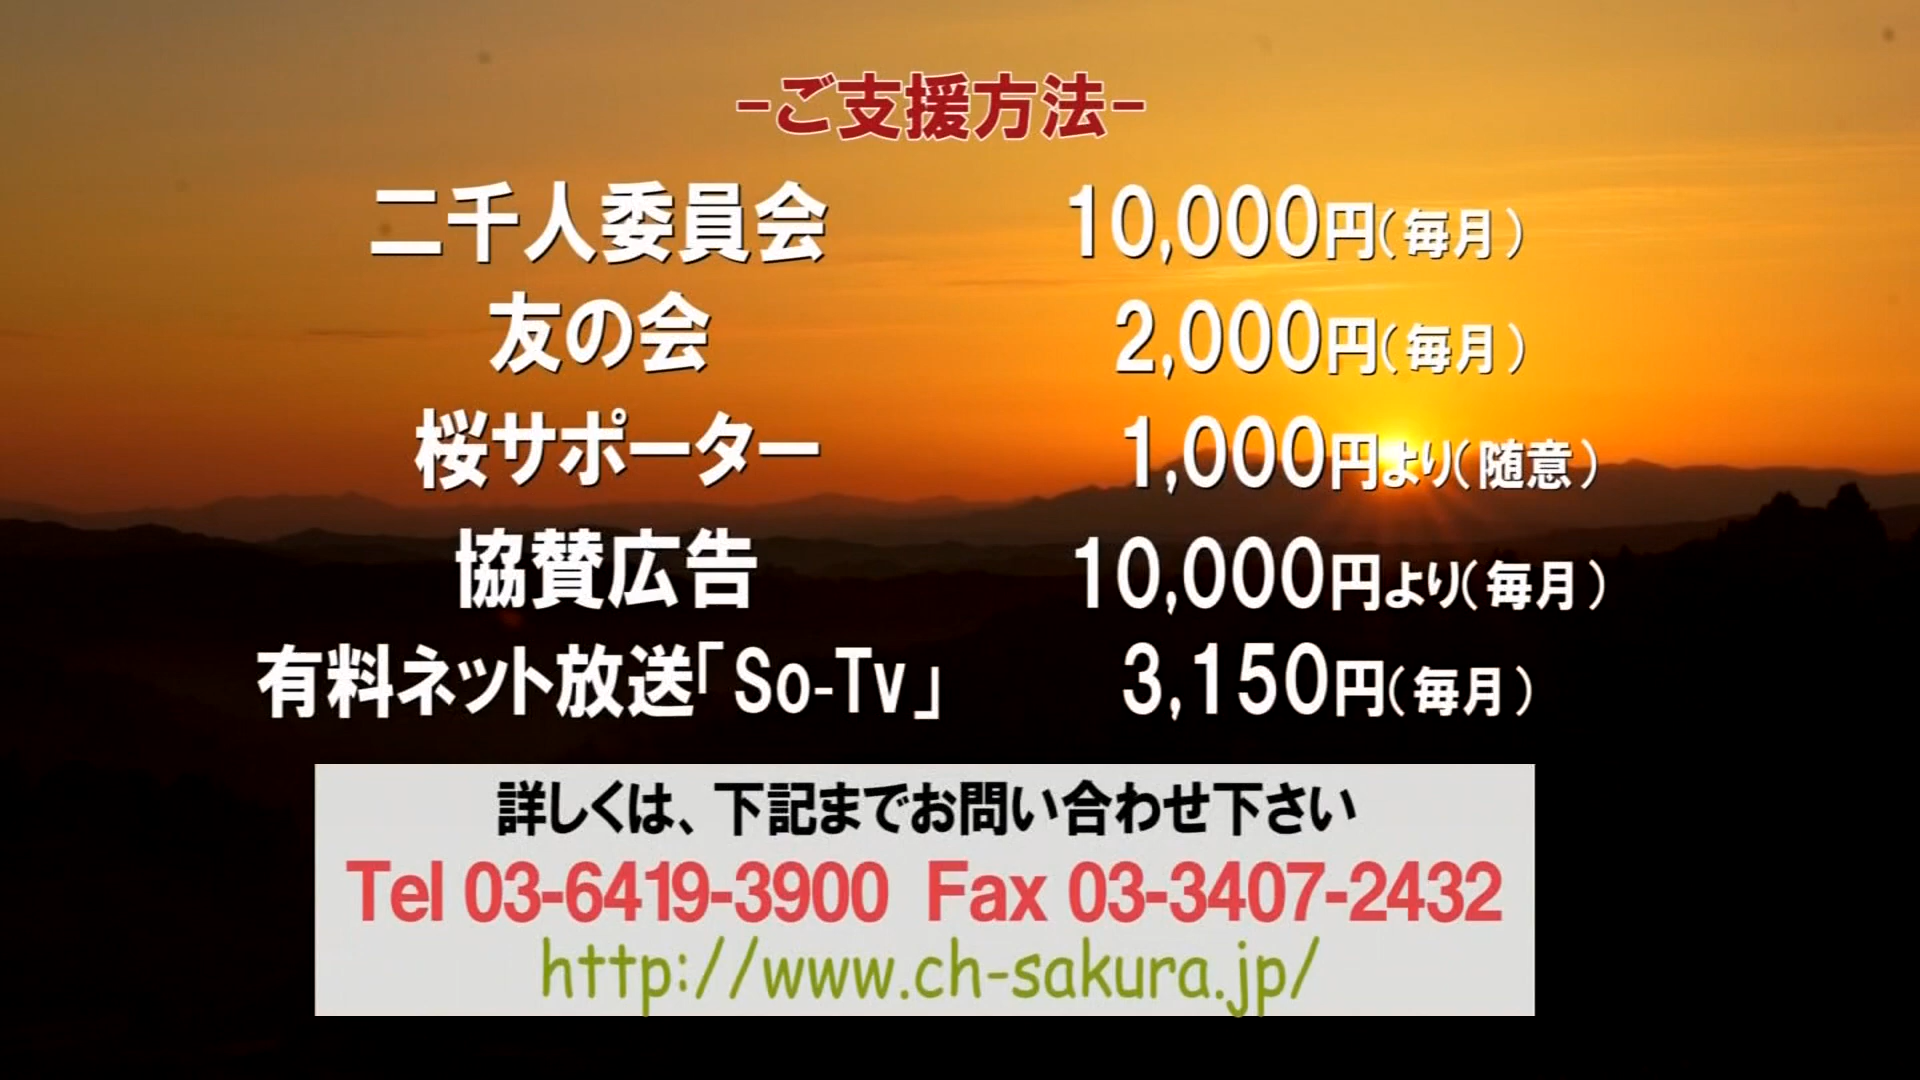 -ご支援方法-
二千人委員会 10,000円(毎月)
友の会 2,000円(毎月)
桜サポーター 1,000円より(随意)
協賛広告 10,000円より(毎月)
有料ネット放送「So-Tv」 3,150円(毎月)
詳しくは、下記までお問い合わせ下さい
Tel 03-6419-3900 Fax 03-3407-2432
http://www.ch-sakura.jp/